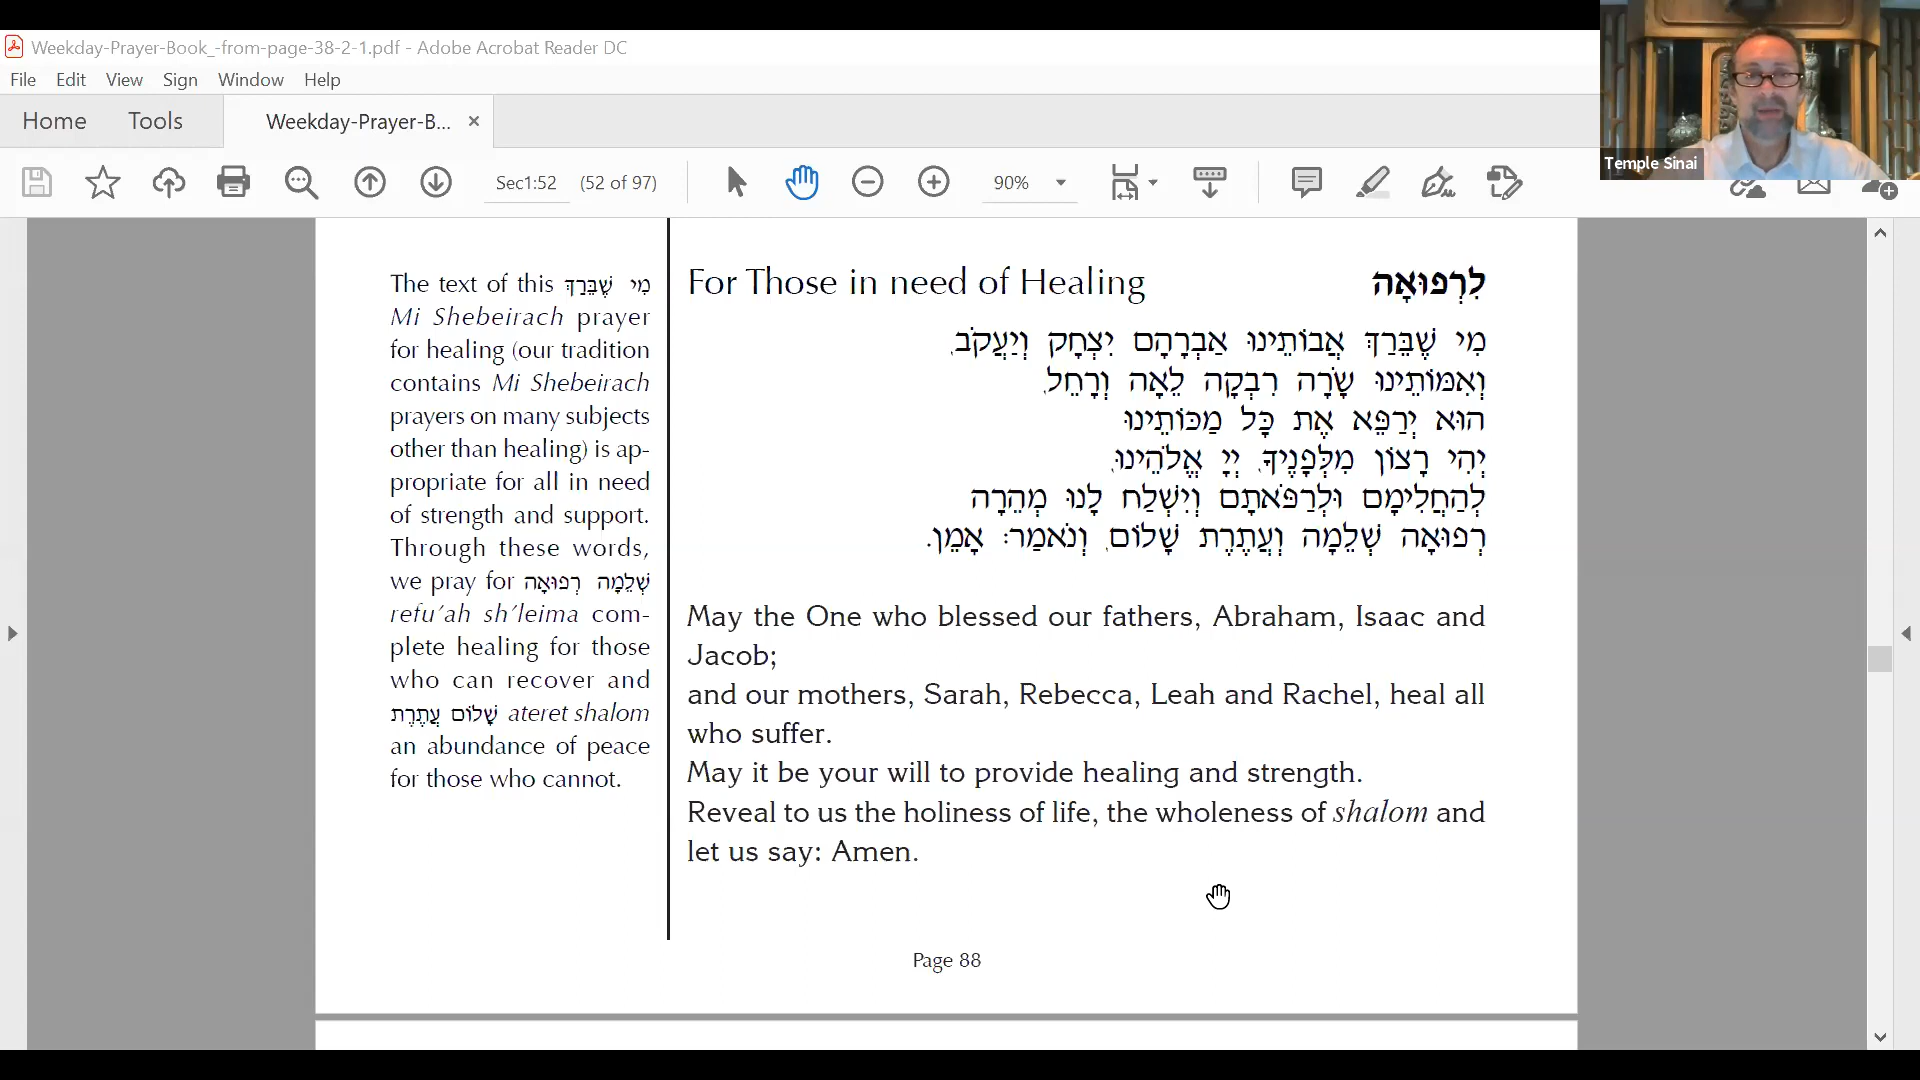 Weekday-Prayer-Book_-from-page-38-2-1.pdf - Adobe Acrobat Reader DC
File Edit View Sign Window Help
Home Tools Weekday-Prayer-B... ×
Sec1:52 (52 of 97) 90%
Temple Sinai
The text of this מִי שֶׁבֵּרַךְ
Mi Shebeirach prayer
for healing (our tradition
contains Mi Shebeirach
prayers on many subjects
other than healing) is ap-
propriate for all in need
of strength and support.
Through these words,
we pray for שְׁלֵמָה רְפוּאָה
refu’ah sh’leima com-
plete healing for those
who can recover and
שָׁלוֹם עֲתֶרֶת ateret shalom
an abundance of peace
for those who cannot.
For Those in need of Healing לִרְפוּאָה
מִי שֶׁבֵּרַךְ אֲבוֹתֵינוּ אַבְרָהָם יִצְחָק וְיַעֲקֹב,
וְאִמּוֹתֵינוּ שָׂרָה רִבְקָה לֵאָה וְרָחֵל,
הוּא יְרַפֵּא אֶת כָּל מַכּוֹתֵינוּ
יְהִי רָצוֹן מִלְּפָנֶיךָ, יְיָ אֱלֹהֵינוּ,
לְהַחֲלִימָם וּלְרַפֹּאתָם וְיִשְׁלַח לָנוּ מְהֵרָה
רְפוּאָה שְׁלֵמָה וְעֲתֶרֶת שָׁלוֹם, וְנֹאמַר: אָמֵן.
May the One who blessed our fathers, Abraham, Isaac and
Jacob;
and our mothers, Sarah, Rebecca, Leah and Rachel, heal all
who suffer.
May it be your will to provide healing and strength.
Reveal to us the holiness of life, the wholeness of shalom and
let us say: Amen.
Page 88